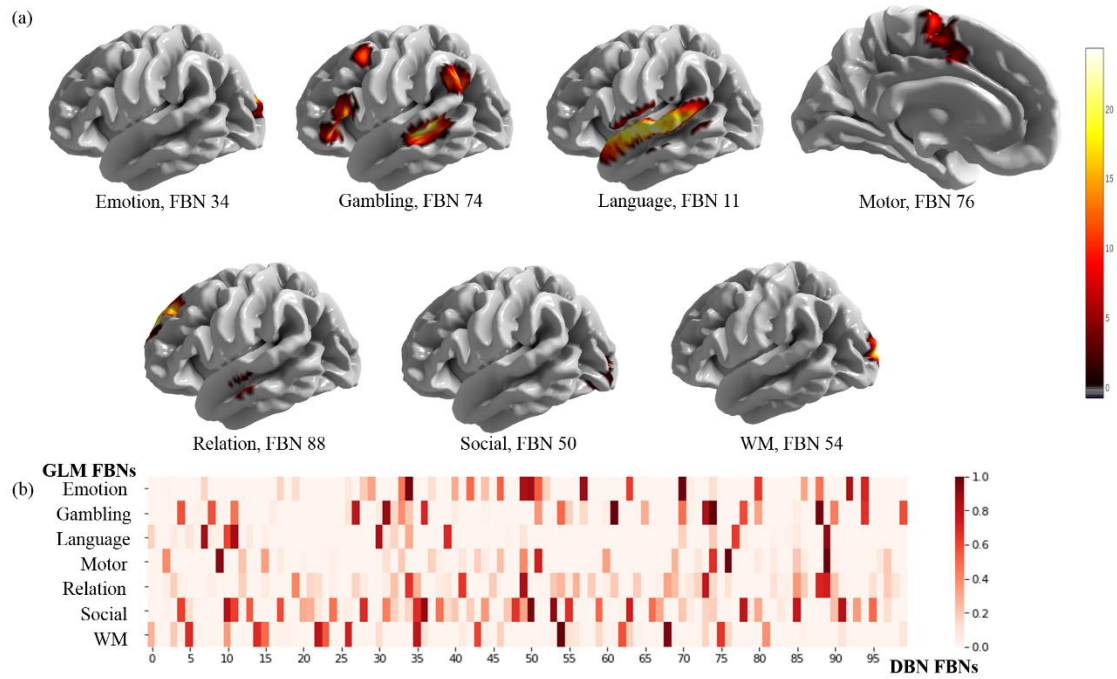 (a)
Emotion, FBN 34
Gambling, FBN 74
Language, FBN 11
Motor, FBN 76
20
15
10
5
0
Relation, FBN 88
Social, FBN 50
WM, FBN 54
(b)
GLM FBNs
Emotion
Gambling
Language
Motor
Relation
Social
WM
0 5 10 15 20 25 30 35 40 45 50 55 60 65 70 75 80 85 90 95
DBN FBNs
1.0
0.8
0.6
0.4
0.2
0.0